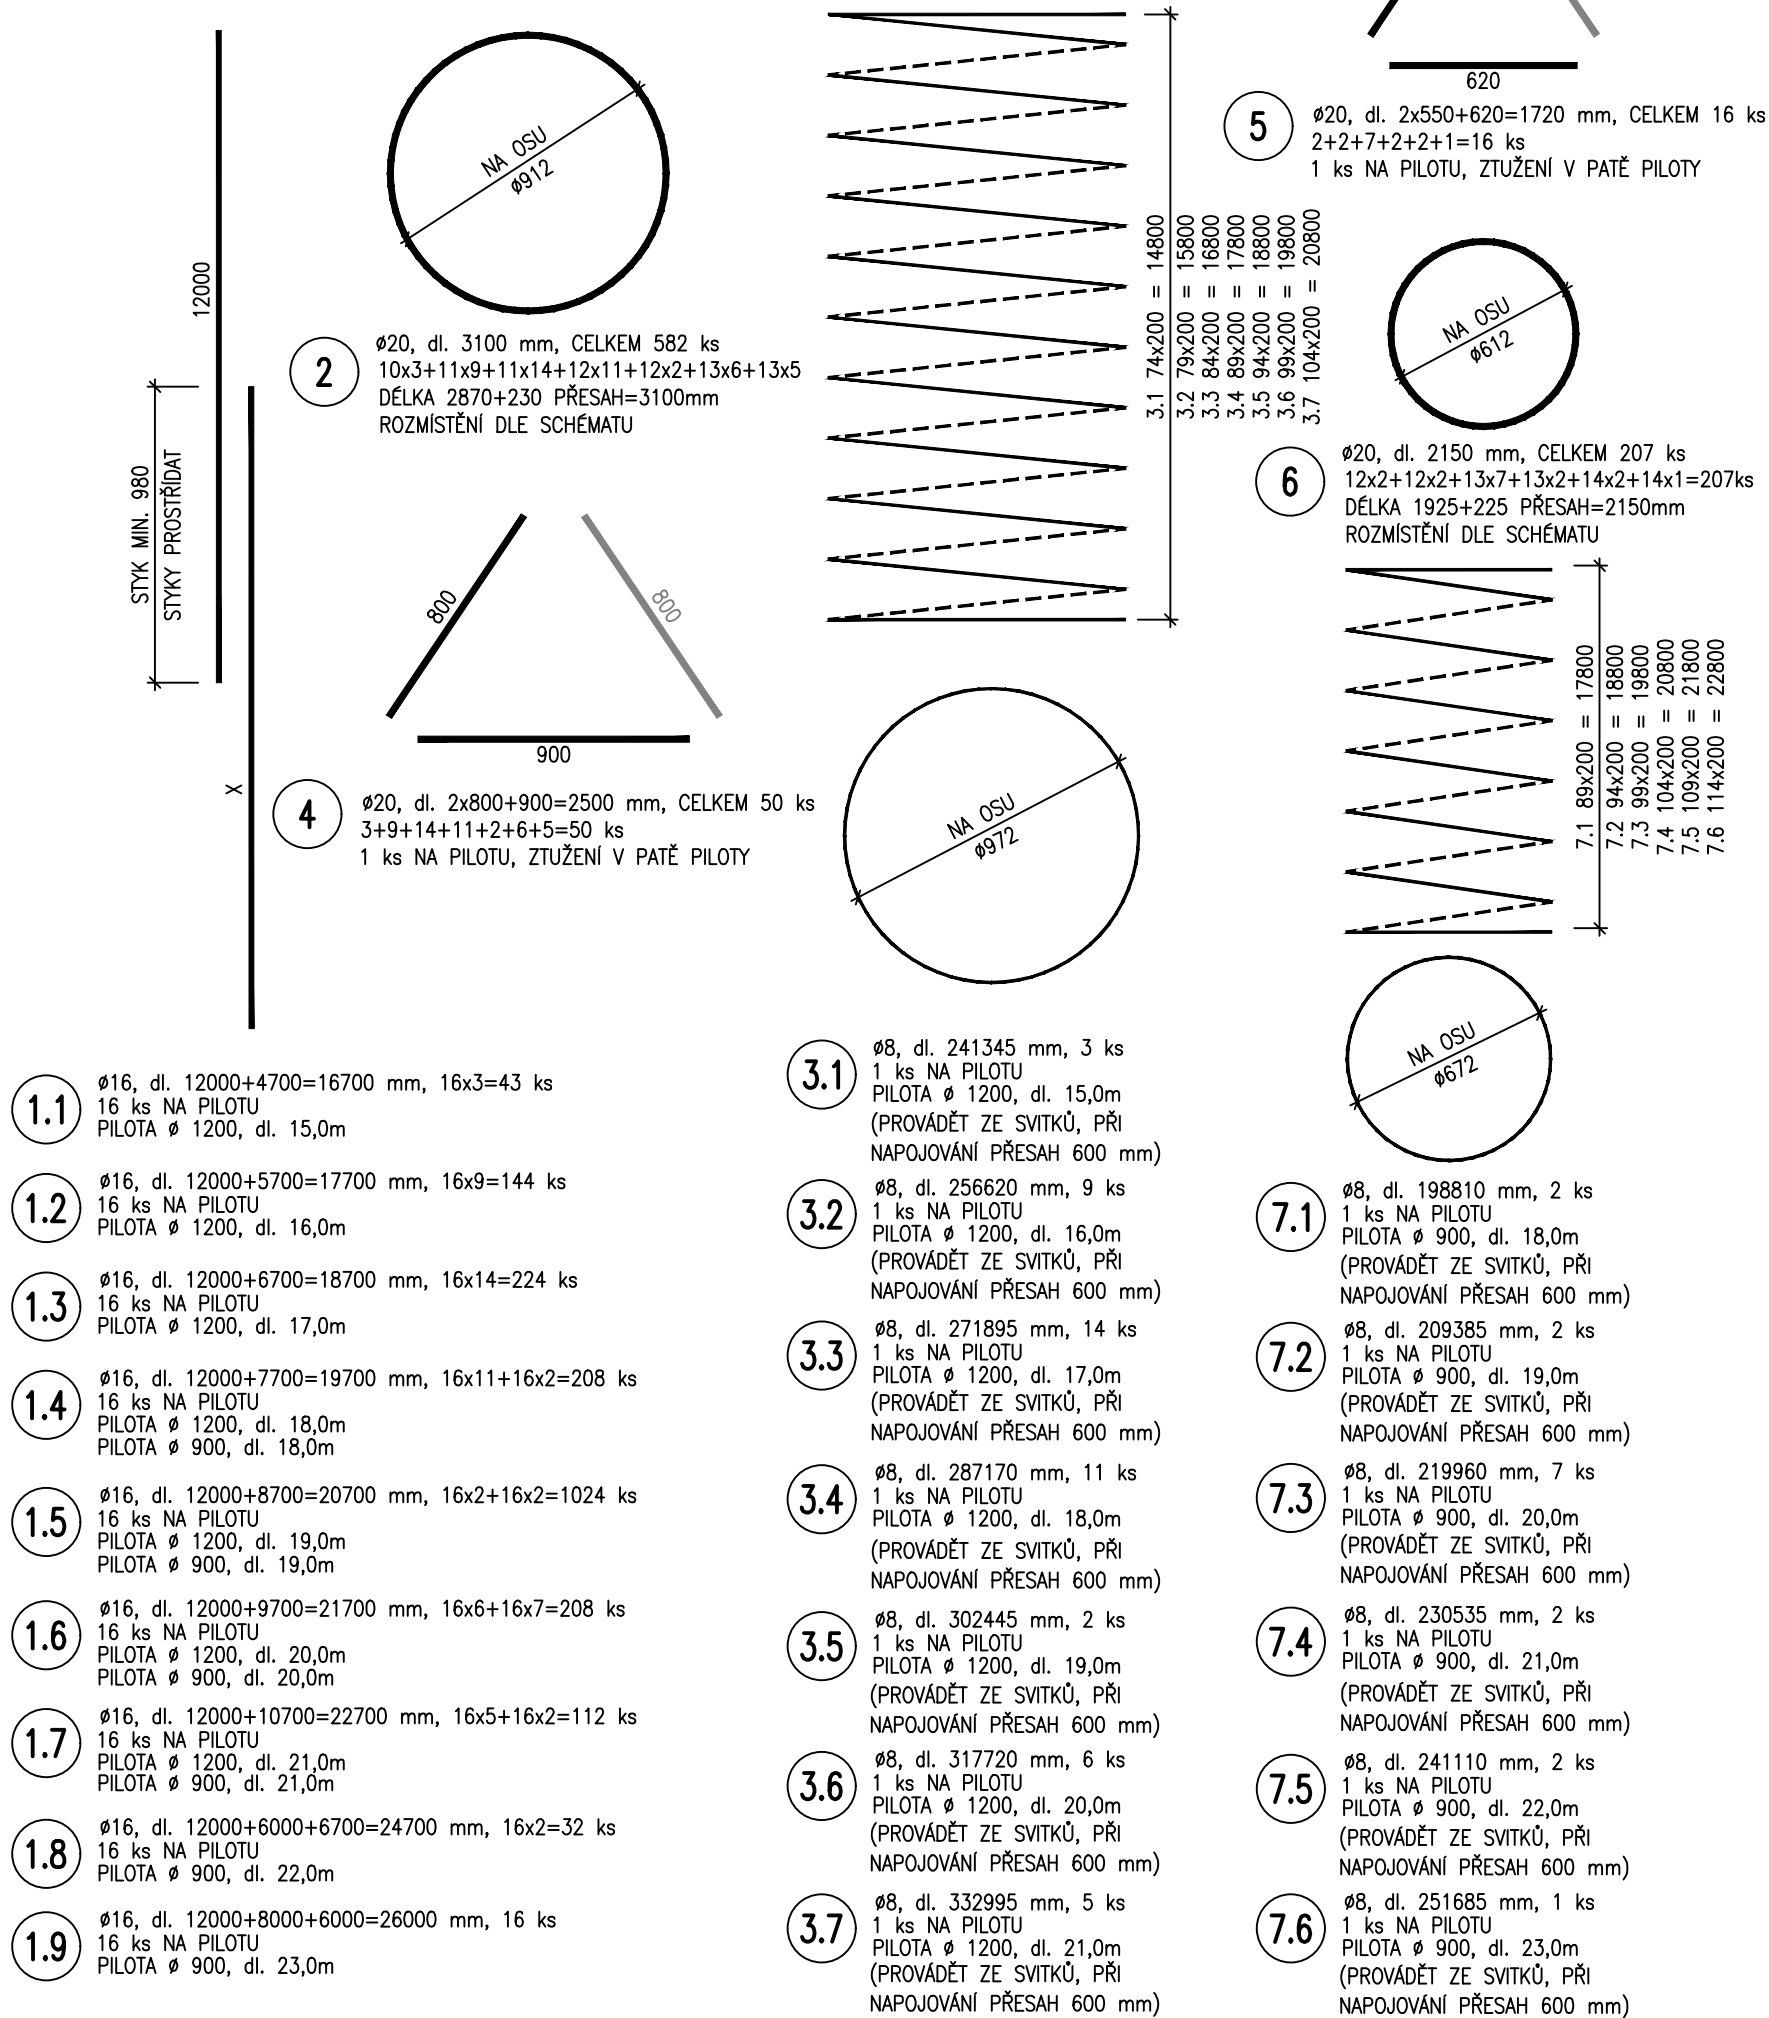 12000
STYK MIN. 980
STYKY PROSTŘÍDAT
X
NA OSU
ø912
2
ø20, dl. 3100 mm, CELKEM 582 ks
10x3+11x9+11x14+12x11+12x2+13x6+13x5
DÉLKA 2870+230 PŘESAH=3100mm
ROZMÍSTĚNÍ DLE SCHÉMATU
800
800
900
4
ø20, dl. 2x800+900=2500 mm, CELKEM 50 ks
3+9+14+11+2+6+5=50 ks
1 ks NA PILOTU, ZTUŽENÍ V PATĚ PILOTY
3.1 74x200 = 14800
3.2 79x200 = 15800
3.3 84x200 = 16800
3.4 89x200 = 17800
3.5 94x200 = 18800
3.6 99x200 = 19800
3.7 104x200 = 20800
NA OSU
ø972
620
5
ø20, dl. 2x550+620=1720 mm, CELKEM 16 ks
2+2+7+2+2+1=16 ks
1 ks NA PILOTU, ZTUŽENÍ V PATĚ PILOTY
NA OSU
ø612
6
ø20, dl. 2150 mm, CELKEM 207 ks
12x2+12x2+13x7+13x2+14x2+14x1=207ks
DÉLKA 1925+225 PŘESAH=2150mm
ROZMÍSTĚNÍ DLE SCHÉMATU
7.1 89x200 = 17800
7.2 94x200 = 18800
7.3 99x200 = 19800
7.4 104x200 = 20800
7.5 109x200 = 21800
7.6 114x200 = 22800
NA OSU
ø672
1.1
ø16, dl. 12000+4700=16700 mm, 16x3=43 ks
16 ks NA PILOTU
PILOTA ø 1200, dl. 15,0m
1.2
ø16, dl. 12000+5700=17700 mm, 16x9=144 ks
16 ks NA PILOTU
PILOTA ø 1200, dl. 16,0m
1.3
ø16, dl. 12000+6700=18700 mm, 16x14=224 ks
16 ks NA PILOTU
PILOTA ø 1200, dl. 17,0m
1.4
ø16, dl. 12000+7700=19700 mm, 16x11+16x2=208 ks
16 ks NA PILOTU
PILOTA ø 1200, dl. 18,0m
PILOTA ø 900, dl. 18,0m
1.5
ø16, dl. 12000+8700=20700 mm, 16x2+16x2=1024 ks
16 ks NA PILOTU
PILOTA ø 1200, dl. 19,0m
PILOTA ø 900, dl. 19,0m
1.6
ø16, dl. 12000+9700=21700 mm, 16x6+16x7=208 ks
16 ks NA PILOTU
PILOTA ø 1200, dl. 20,0m
PILOTA ø 900, dl. 20,0m
1.7
ø16, dl. 12000+10700=22700 mm, 16x5+16x2=112 ks
16 ks NA PILOTU
PILOTA ø 1200, dl. 21,0m
PILOTA ø 900, dl. 21,0m
1.8
ø16, dl. 12000+6000+6700=24700 mm, 16x2=32 ks
16 ks NA PILOTU
PILOTA ø 900, dl. 22,0m
1.9
ø16, dl. 12000+8000+6000=26000 mm, 16 ks
16 ks NA PILOTU
PILOTA ø 900, dl. 23,0m
3.1
ø8, dl. 241345 mm, 3 ks
1 ks NA PILOTU
PILOTA ø 1200, dl. 15,0m
(PROVÁDĚT ZE SVITKŮ, PŘI
NAPOJOVÁNÍ PŘESAH 600 mm)
3.2
ø8, dl. 256620 mm, 9 ks
1 ks NA PILOTU
PILOTA ø 1200, dl. 16,0m
(PROVÁDĚT ZE SVITKŮ, PŘI
NAPOJOVÁNÍ PŘESAH 600 mm)
3.3
ø8, dl. 271895 mm, 14 ks
1 ks NA PILOTU
PILOTA ø 1200, dl. 17,0m
(PROVÁDĚT ZE SVITKŮ, PŘI
NAPOJOVÁNÍ PŘESAH 600 mm)
3.4
ø8, dl. 287170 mm, 11 ks
1 ks NA PILOTU
PILOTA ø 1200, dl. 18,0m
(PROVÁDĚT ZE SVITKŮ, PŘI
NAPOJOVÁNÍ PŘESAH 600 mm)
3.5
ø8, dl. 302445 mm, 2 ks
1 ks NA PILOTU
PILOTA ø 1200, dl. 19,0m
(PROVÁDĚT ZE SVITKŮ, PŘI
NAPOJOVÁNÍ PŘESAH 600 mm)
3.6
ø8, dl. 317720 mm, 6 ks
1 ks NA PILOTU
PILOTA ø 1200, dl. 20,0m
(PROVÁDĚT ZE SVITKŮ, PŘI
NAPOJOVÁNÍ PŘESAH 600 mm)
3.7
ø8, dl. 332995 mm, 5 ks
1 ks NA PILOTU
PILOTA ø 1200, dl. 21,0m
(PROVÁDĚT ZE SVITKŮ, PŘI
NAPOJOVÁNÍ PŘESAH 600 mm)
7.1
ø8, dl. 198810 mm, 2 ks
1 ks NA PILOTU
PILOTA ø 900, dl. 18,0m
(PROVÁDĚT ZE SVITKŮ, PŘI
NAPOJOVÁNÍ PŘESAH 600 mm)
7.2
ø8, dl. 209385 mm, 2 ks
1 ks NA PILOTU
PILOTA ø 900, dl. 19,0m
(PROVÁDĚT ZE SVITKŮ, PŘI
NAPOJOVÁNÍ PŘESAH 600 mm)
7.3
ø8, dl. 219960 mm, 7 ks
1 ks NA PILOTU
PILOTA ø 900, dl. 20,0m
(PROVÁDĚT ZE SVITKŮ, PŘI
NAPOJOVÁNÍ PŘESAH 600 mm)
7.4
ø8, dl. 230535 mm, 2 ks
1 ks NA PILOTU
PILOTA ø 900, dl. 21,0m
(PROVÁDĚT ZE SVITKŮ, PŘI
NAPOJOVÁNÍ PŘESAH 600 mm)
7.5
ø8, dl. 241110 mm, 2 ks
1 ks NA PILOTU
PILOTA ø 900, dl. 22,0m
(PROVÁDĚT ZE SVITKŮ, PŘI
NAPOJOVÁNÍ PŘESAH 600 mm)
7.6
ø8, dl. 251685 mm, 1 ks
1 ks NA PILOTU
PILOTA ø 900, dl. 23,0m
(PROVÁDĚT ZE SVITKŮ, PŘI
NAPOJOVÁNÍ PŘESAH 600 mm)